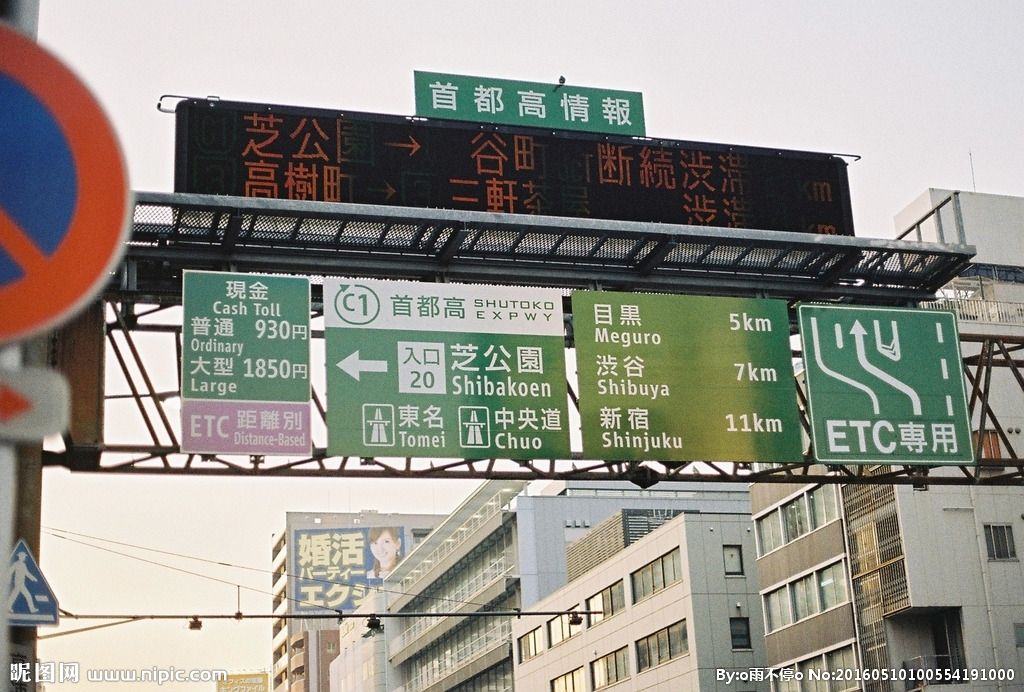 首都高情報
C1 芝公園 → 谷町 断続渋滞 km
高樹町 → 三軒茶屋 渋滞 km
現金
Cash Toll
普通 930円
Ordinary
大型 1850円
Large
ETC 距離別
Distance-Based
C1 首都高 SHUTOKO EXPWY
入口 20 芝公園
Shibakoen
東名 Tomei
中央道 Chuo
目黒 5km
Meguro
渋谷 7km
Shibuya
新宿 11km
Shinjuku
ETC専用
婚活
パーティー
エクシ
昵图网 www.nipic.com
By:o雨不停o No:20160510100554191000